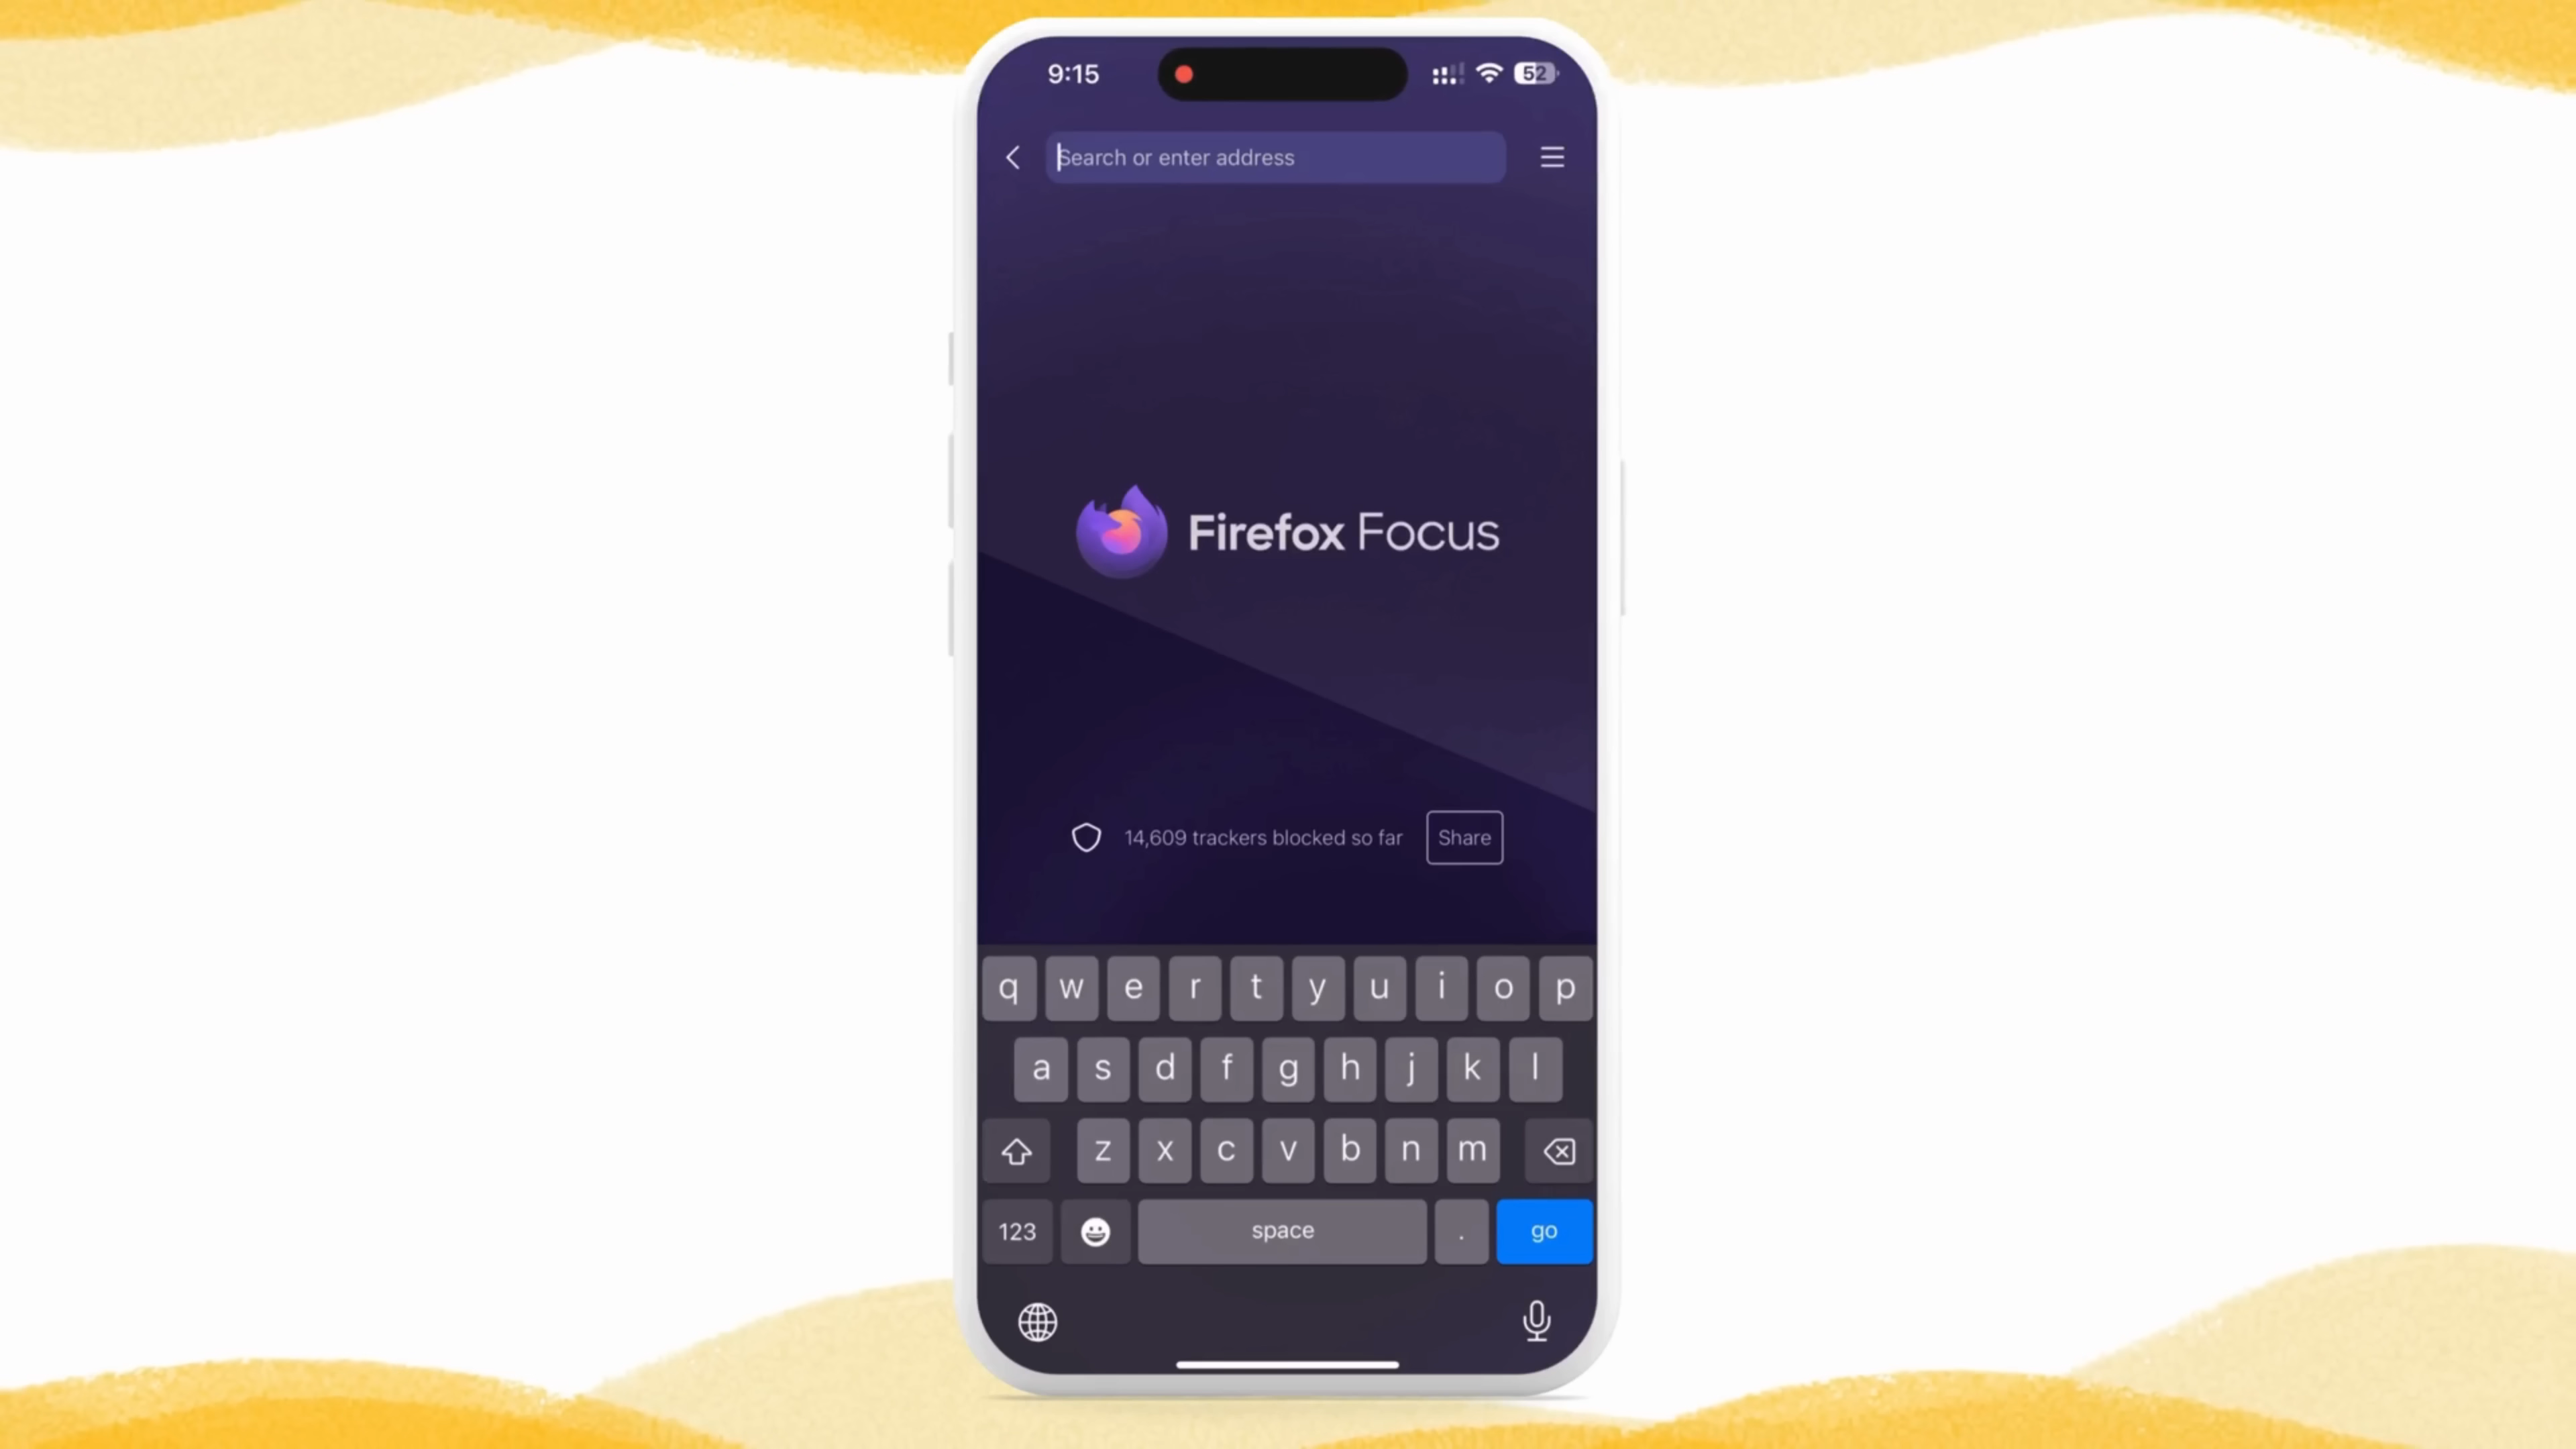 9:15
52
Search or enter address
Firefox Focus
14,609 trackers blocked so far
Share
q w e r t y u i o p
a s d f g h j k l
z x c v b n m
123 space . go